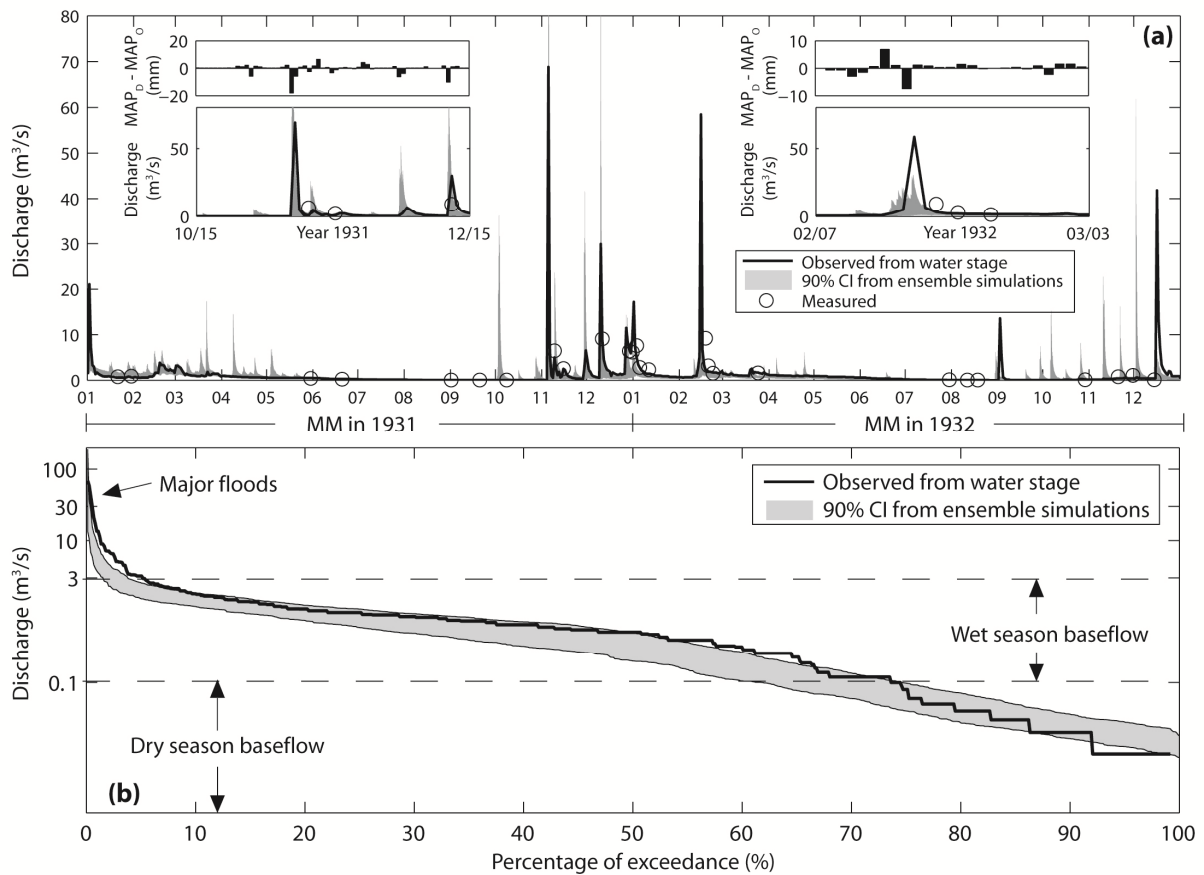 (a)
80
70
60
50
40
30
20
10
0
Discharge (m³/s)
20
0
−20
MAP_D - MAP_O
(mm)
50
0
Discharge
(m³/s)
10/15
Year 1931
12/15
10
0
−10
MAP_D - MAP_O
(mm)
50
0
Discharge
(m³/s)
02/07
Year 1932
03/03
Observed from water stage
90% CI from ensemble simulations
Measured
01 02 03 04 05 06 07 08 09 10 11 12 01 02 03 04 05 06 07 08 09 10 11 12
MM in 1931
MM in 1932
100
30
10
3
0.1
Discharge (m³/s)
Major floods
Observed from water stage
90% CI from ensemble simulations
Wet season baseflow
Dry season baseflow
(b)
0 10 20 30 40 50 60 70 80 90 100
Percentage of exceedance (%)